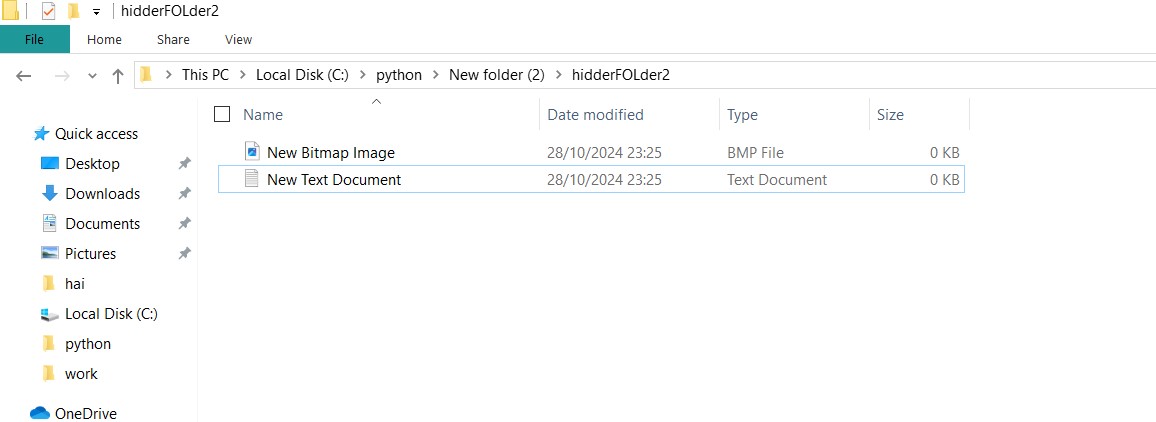 hidderFOLder2
File Home Share View
This PC Local Disk (C:) python New folder (2) hidderFOLder2
Name Date modified Type Size
New Bitmap Image 28/10/2024 23:25 BMP File 0 KB
New Text Document 28/10/2024 23:25 Text Document 0 KB
Quick access
Desktop
Downloads
Documents
Pictures
hai
Local Disk (C:)
python
work
OneDrive